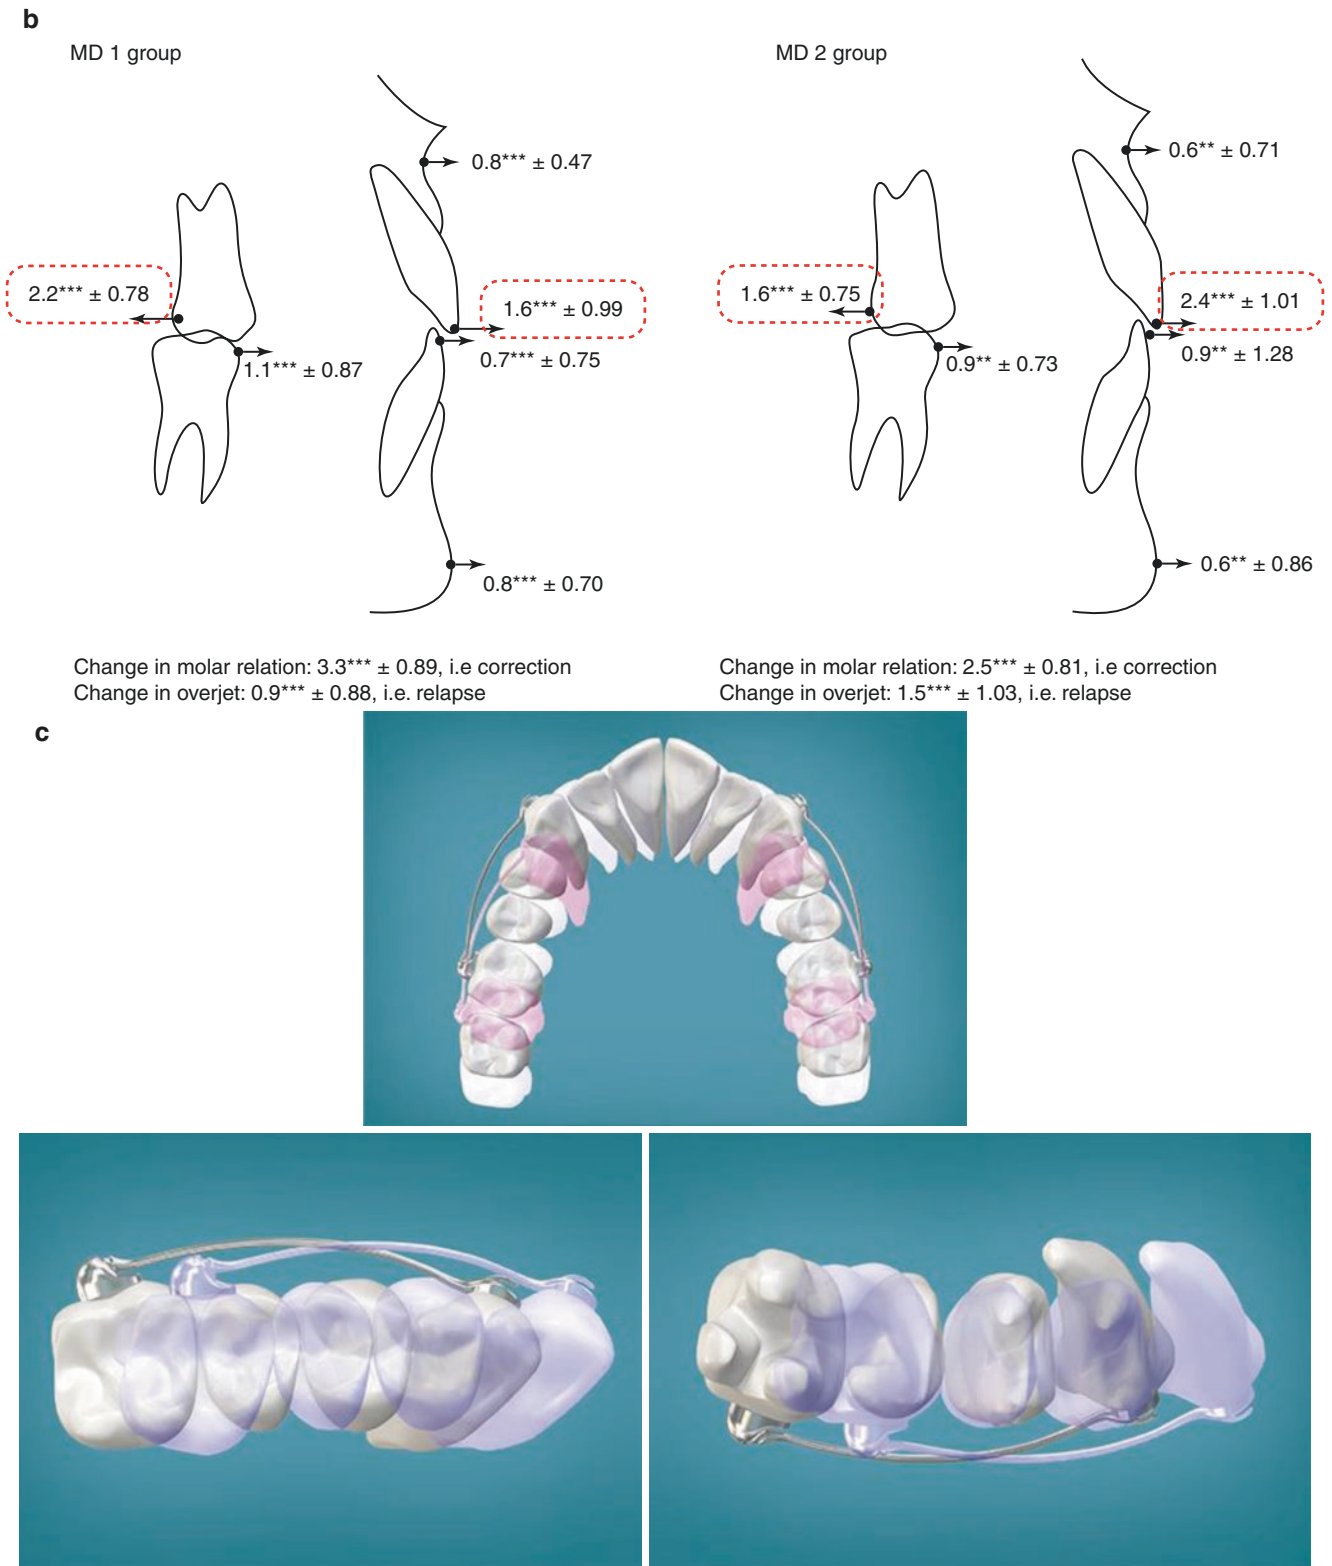 b
MD 1 group
0.8*** ± 0.47
2.2*** ± 0.78
1.6*** ± 0.99
0.7*** ± 0.75
1.1*** ± 0.87
0.8*** ± 0.70
Change in molar relation: 3.3*** ± 0.89, i.e correction
Change in overjet: 0.9*** ± 0.88, i.e. relapse
MD 2 group
0.6** ± 0.71
1.6*** ± 0.75
2.4*** ± 1.01
0.9** ± 1.28
0.9** ± 0.73
0.6** ± 0.86
Change in molar relation: 2.5*** ± 0.81, i.e correction
Change in overjet: 1.5*** ± 1.03, i.e. relapse
c